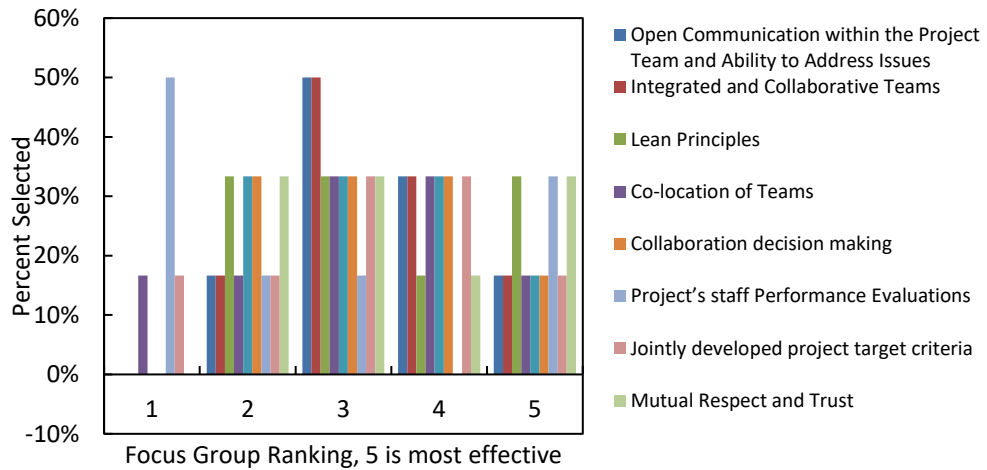 60%
50%
40%
30%
20%
10%
0%
-10%
Percent Selected
1 2 3 4 5
Focus Group Ranking, 5 is most effective
Open Communication within the Project
Team and Ability to Address Issues
Integrated and Collaborative Teams
Lean Principles
Co-location of Teams
Collaboration decision making
Project’s staff Performance Evaluations
Jointly developed project target criteria
Mutual Respect and Trust